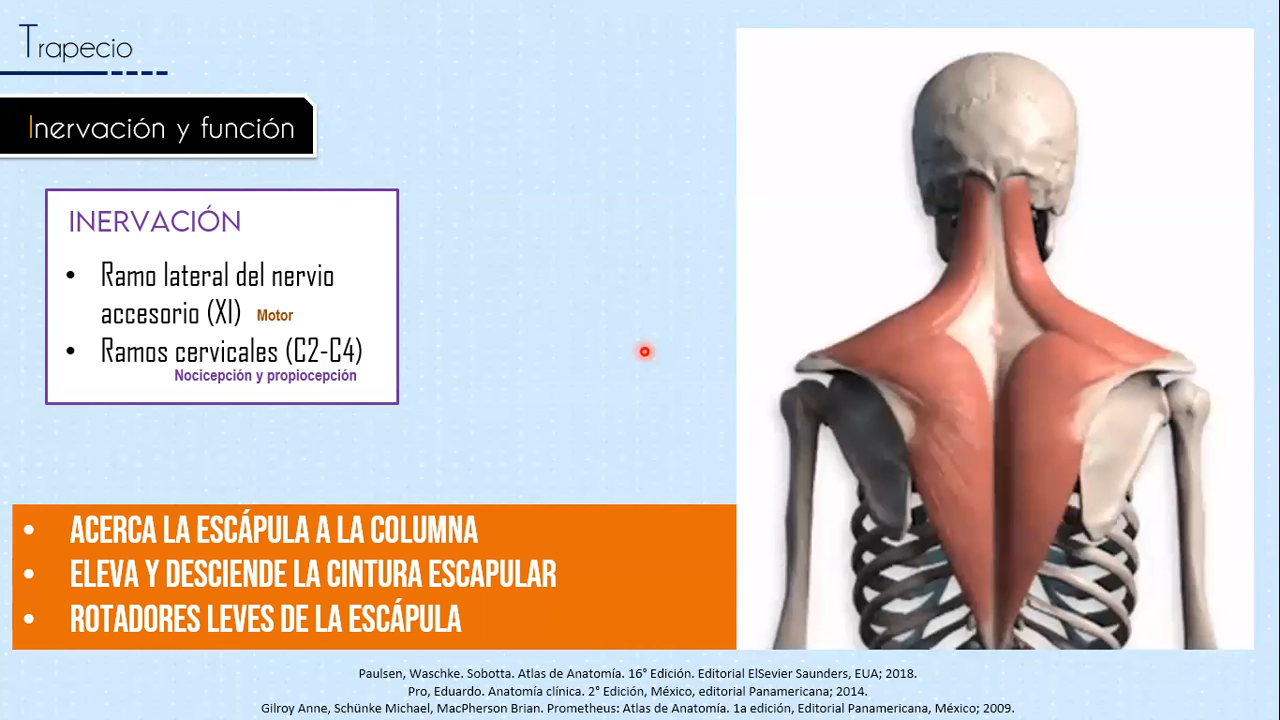 Trapecio
Inervación y función
INERVACIÓN
• Ramo lateral del nervio
accesorio (XI) Motor
• Ramos cervicales (C2-C4)
Nocicepción y propiocepción
• ACERCA LA ESCÁPULA A LA COLUMNA
• ELEVA Y DESCIENDE LA CINTURA ESCAPULAR
• ROTADORES LEVES DE LA ESCÁPULA
Paulsen, Waschke. Sobotta. Atlas de Anatomía. 16° Edición. Editorial ElSevier Saunders, EUA; 2018.
Pro, Eduardo. Anatomía clínica. 2° Edición, México, editorial Panamericana; 2014.
Gilroy Anne, Schünke Michael, MacPherson Brian. Prometheus: Atlas de Anatomía. 1a edición, Editorial Panamericana, México; 2009.